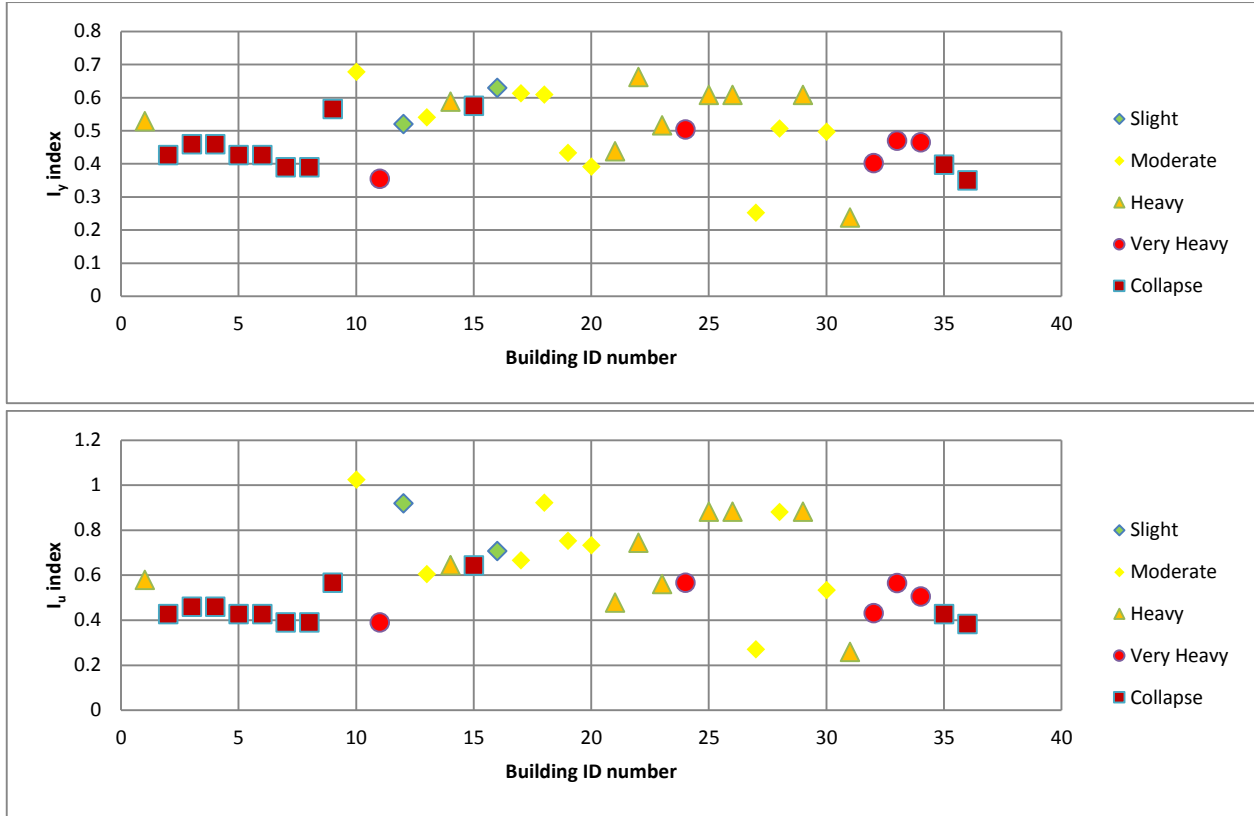 0.8
0.7
0.6
0.5
0.4
0.3
0.2
0.1
0
I_y index
0 5 10 15 20 25 30 35 40
Building ID number
Slight
Moderate
Heavy
Very Heavy
Collapse
1.2
1
0.8
0.6
0.4
0.2
0
I_u index
0 5 10 15 20 25 30 35 40
Building ID number
Slight
Moderate
Heavy
Very Heavy
Collapse